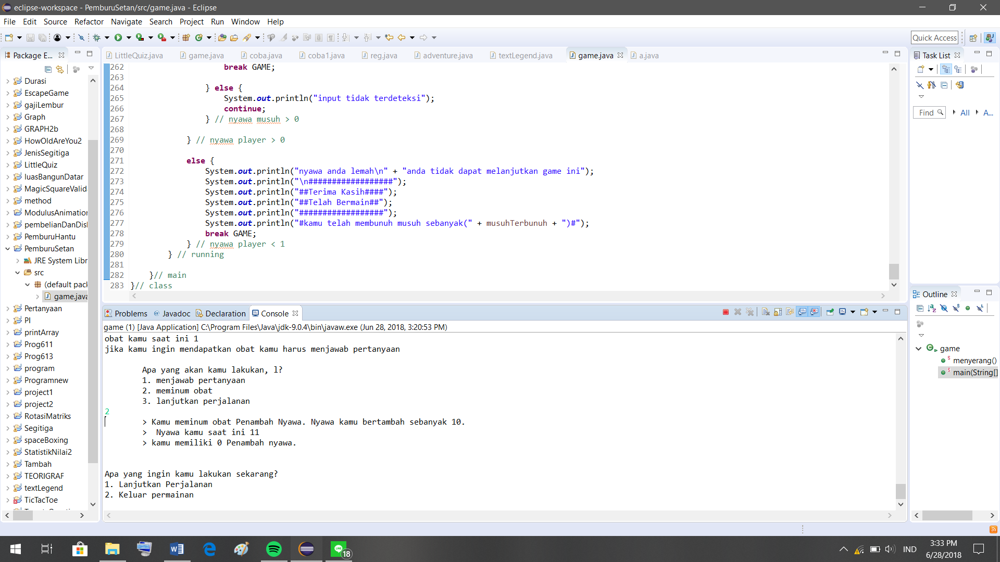 eclipse-workspace - PemburuSetan/src/game.java - Eclipse
File Edit Source Refactor Navigate Search Project Run Window Help
Quick Access
Package E...
LittleQuiz.java game.java coba.java coba1.java reg.java adventure.java textLegend.java game.java a.java
Durasi
EscapeGame
gajiLembur
Graph
GRAPH2b
HowOldAreYou2
JenisSegitiga
LittleQuiz
luasBangunDatar
MagicSquareValid
method
ModulusAnimation
pembelianDanDisl
PemburuHantu
PemburuSetan
JRE System Libr
src
(default pack
game.java
Pertanyaan
PI
printArray
Prog611
Prog613
program
Programnew
project1
project2
RotasiMatriks
Segitiga
spaceBoxing
StatistikNilai2
Tambah
TEORIGRAF
textLegend
TicTacToe
262 break GAME;
263
264 } else {
265 System.out.println("input tidak terdeteksi");
266 continue;
267 } // nyawa musuh > 0
268
269 } // nyawa player > 0
270
271 else {
272 System.out.println("nyawa anda lemah\n" + "anda tidak dapat melanjutkan game ini");
273 System.out.println("\n##################");
274 System.out.println("##Terima Kasih####");
275 System.out.println("##Telah Bermain##");
276 System.out.println("##################");
277 System.out.println("#kamu telah membunuh musuh sebanyak(" + musuhTerbunuh + ")#");
278 break GAME;
279 } // nyawa player < 1
280 } // running
281
282 }// main
283 }// class
Problems Javadoc Declaration Console
game (1) [Java Application] C:\Program Files\Java\jdk-9.0.4\bin\javaw.exe (Jun 28, 2018, 3:20:53 PM)
obat kamu saat ini 1
jika kamu ingin mendapatkan obat kamu harus menjawab pertanyaan
Apa yang akan kamu lakukan, l?
1. menjawab pertanyaan
2. meminum obat
3. lanjutkan perjalanan
2
> Kamu meminum obat Penambah Nyawa. Nyawa kamu bertambah sebanyak 10.
> Nyawa kamu saat ini 11
> kamu memiliki 0 Penambah nyawa.
Apa yang ingin kamu lakukan sekarang?
1. Lanjutkan Perjalanan
2. Keluar permainan
Task List
Find All A...
Outline
game
menyerang()
main(String[]
18
IND
3:33 PM
6/28/2018